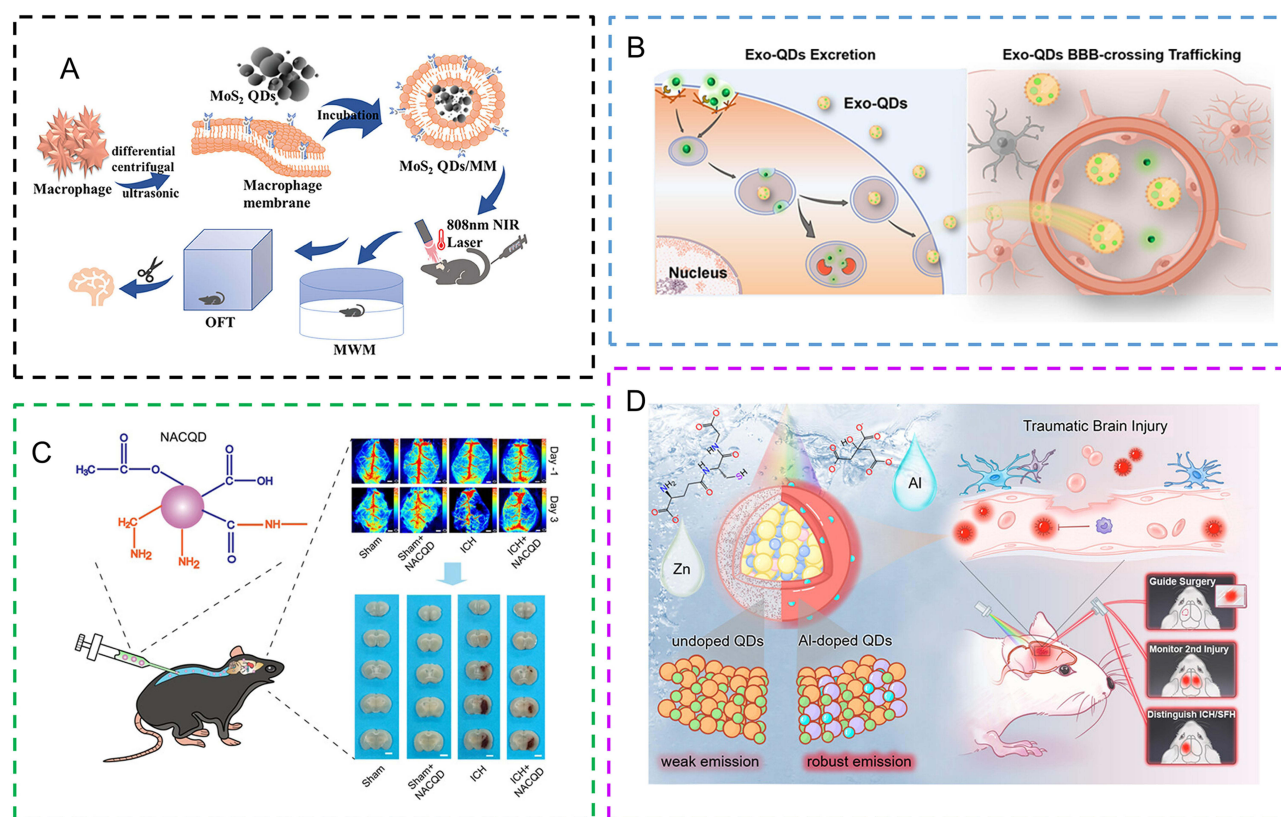 A
MoS2 QDs
Incubation
Macrophage
differential
centrifugal
ultrasonic
Macrophage
membrane
MoS2 QDs/MM
808nm NIR
Laser
OFT
MWM
B
Exo-QDs Excretion
Exo-QDs BBB-crossing Trafficking
Exo-QDs
Nucleus
C
NACQD
O
H3C
O
O
OH
H2C
NH2
NH2
O
NH
Day -1
Day 3
Sham
Sham+
NACQD
ICH
ICH+
NACQD
Sham
Sham+
NACQD
ICH
ICH+
NACQD
D
Traumatic Brain Injury
Al
Zn
SH
NH2
undoped QDs
Al-doped QDs
weak emission
robust emission
Guide Surgery
Monitor 2nd Injury
Distinguish ICH/SFH